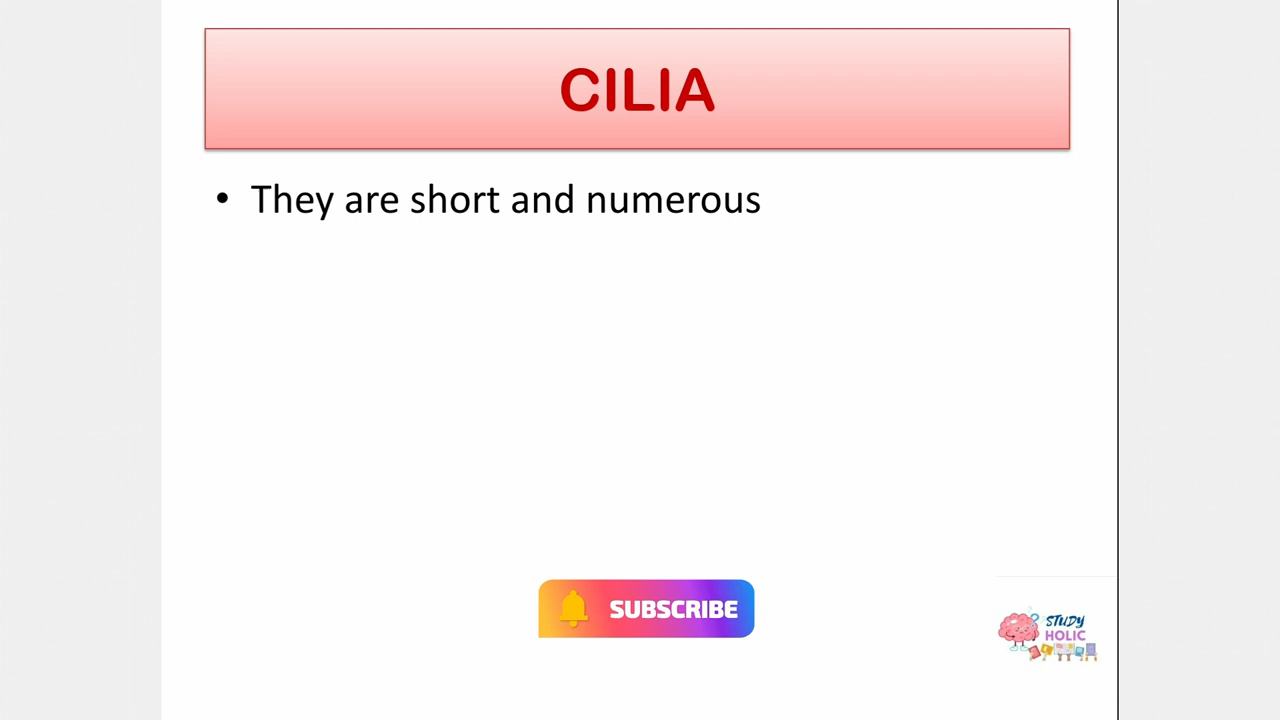 CILIA
• They are short and numerous
SUBSCRIBE
STUDY
HOLIC